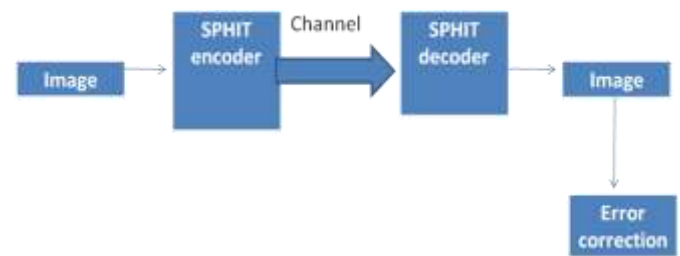 Image
SPHIT
encoder
Channel
SPHIT
decoder
Image
Error
correction